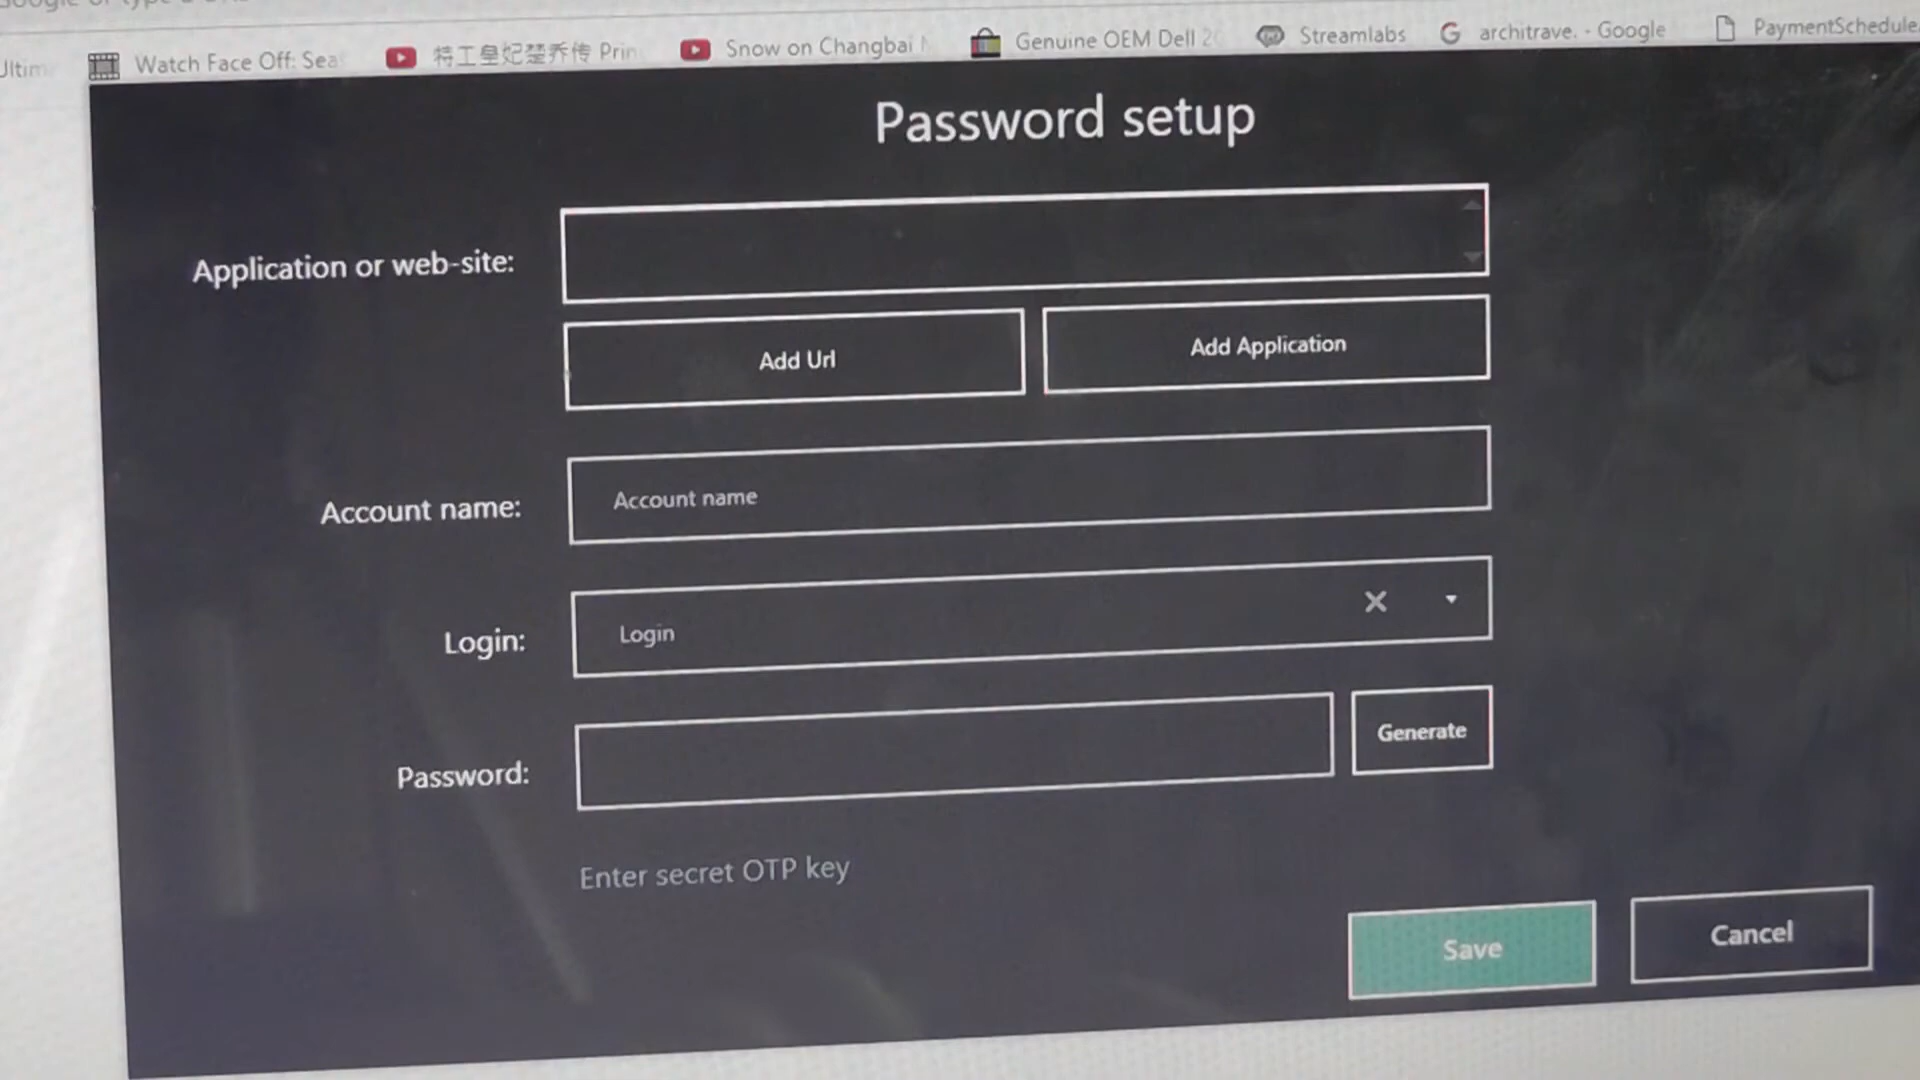 Watch Face Off: Sea
特工皇妃楚乔传 Prin
Snow on Changbai
Genuine OEM Dell 20
Streamlabs
architrave. - Google
PaymentSchedule
Password setup
Application or web-site:
Add Url
Add Application
Account name:
Account name
Login:
Login
Password:
Generate
Enter secret OTP key
Save
Cancel